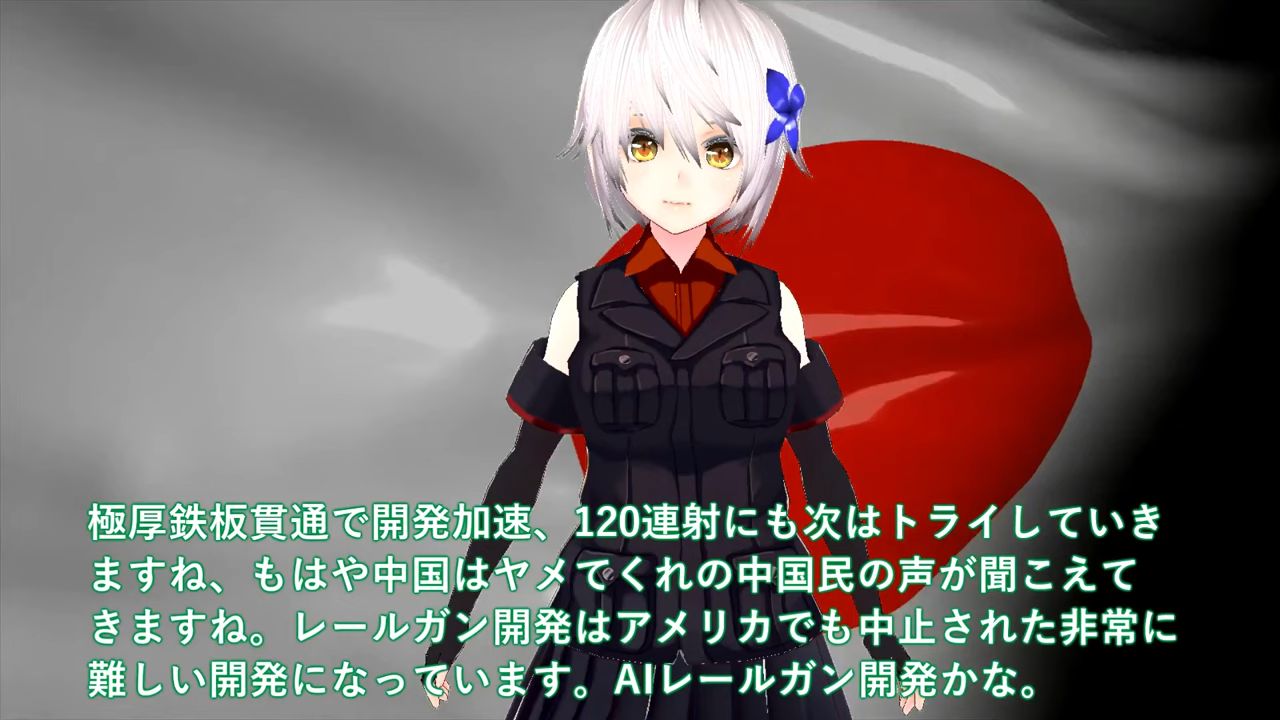 極厚鉄板貫通で開発加速、120連射にも次はトライしていき
ますね、もはや中国はヤメてくれの中国民の声が聞こえて
きますね。レールガン開発はアメリカでも中止された非常に
難しい開発になっています。AIレールガン開発かな。